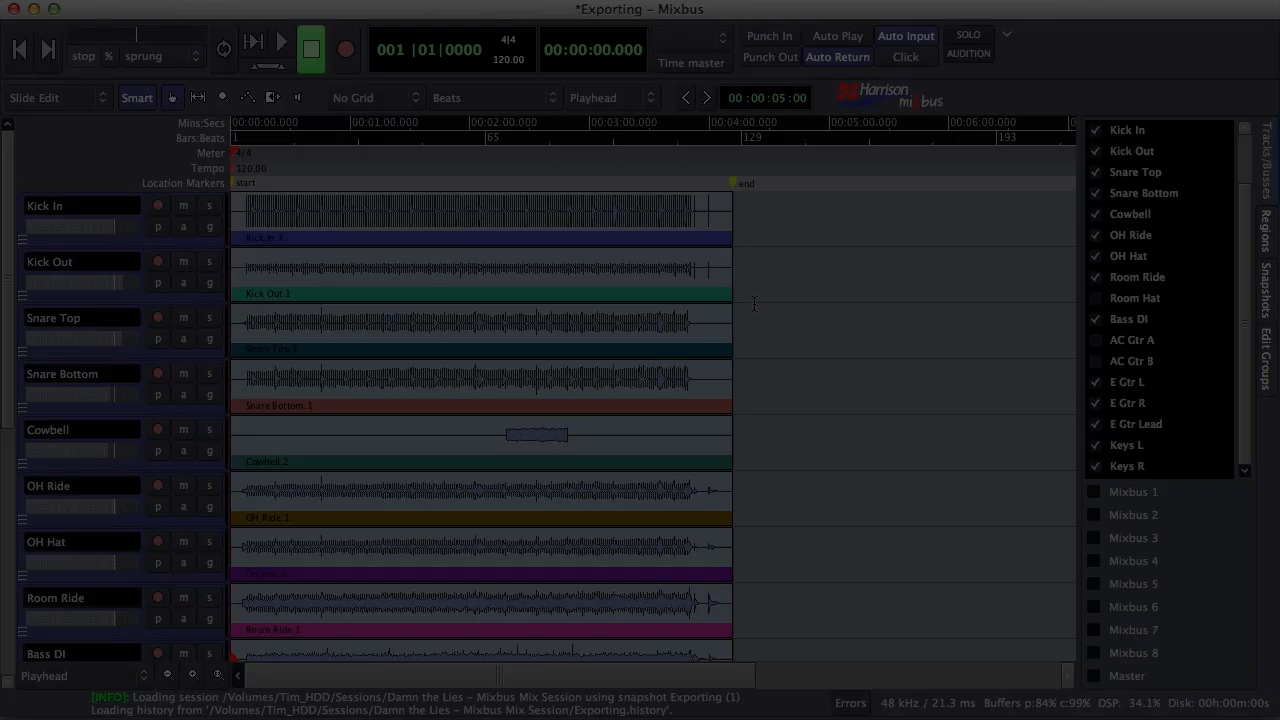 *Exporting - Mixbus
stop % sprung
001 |01|0000 4|4 120.00
00:00:00.000
Time master
Punch In Auto Play Auto Input SOLO
Punch Out Auto Return Click AUDITION
Slide Edit Smart No Grid Beats Playhead 00:00:05:00 Harrison mixbus
Mins:Secs 00:00:00.000 00:01:00.000 00:02:00.000 00:03:00.000 00:04:00.000 00:05:00.000 00:06:00.000
Bars:Beats 1 65 129 193
Meter 4/4
Tempo 120.00
Location Markers start end
Kick In m s
p a g
Kick In.1
Kick Out m s
p a g
Kick Out.1
Snare Top m s
p a g
Snare Top.1
Snare Bottom m s
p a g
Snare Bottom.1
Cowbell m s
p a g
Cowbell.2
OH Ride m s
p a g
OH Ride.1
OH Hat m s
p a g
Room Ride m s
p a g
Room Ride.1
Bass DI m s
Playhead
Kick In
Kick Out
Snare Top
Snare Bottom
Cowbell
OH Ride
OH Hat
Room Ride
Room Hat
Bass DI
AC Gtr A
AC Gtr B
E Gtr L
E Gtr R
E Gtr Lead
Keys L
Keys R
Mixbus 1
Mixbus 2
Mixbus 3
Mixbus 4
Mixbus 5
Mixbus 6
Mixbus 7
Mixbus 8
Master
Tracks/Busses
Regions
Snapshots
Edit Groups
[INFO]: Loading session /Volumes/Tim_HDD/Sessions/Damn the Lies - Mixbus Mix Session using snapshot Exporting (1)
Loading history from '/Volumes/Tim_HDD/Sessions/Damn the Lies - Mixbus Mix Session/Exporting.history'.
Errors 48 kHz / 21.3 ms Buffers p:84% c:99% DSP: 34.1% Disk: 00h:00m:00s